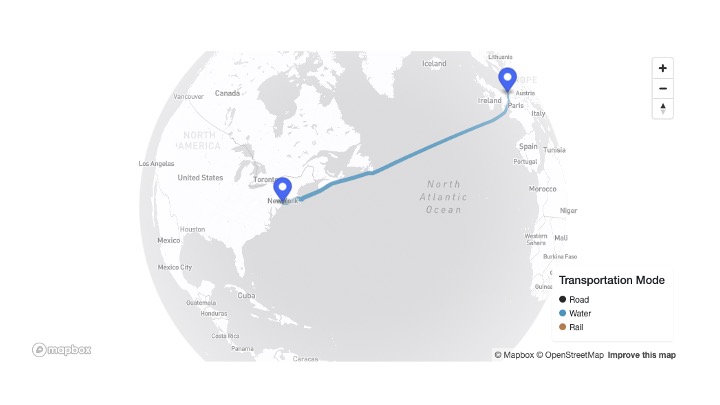 Lithuania
Iceland
EUROPE
Austria
Canada
Vancouver
Ireland
Paris
Italy
NORTH
AMERICA
Spain
Tunisia
Los Angeles
Portugal
Toronto
United States
North
Atlantic
Ocean
Morocco
New York
Niger
Houston
Mexico
Western
Sahara
Mali
Burkina Faso
Mexico City
Transportation Mode
Cuba
Guatemala
Road
Honduras
Water
Rail
Costa Rica
Panama
mapbox
© Mapbox © OpenStreetMap Improve this map
Caracas